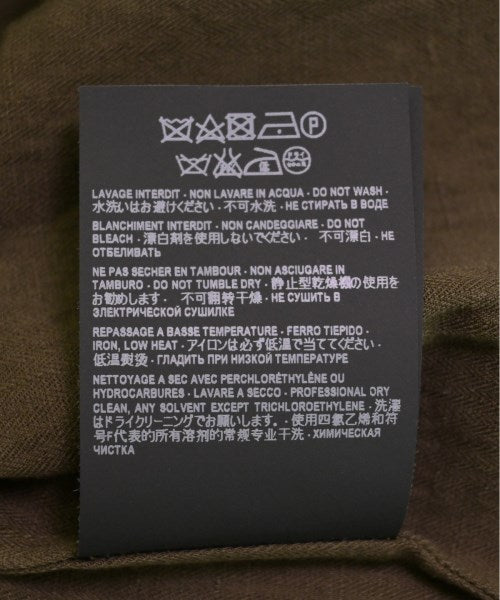 P
LAVAGE INTERDIT - NON LAVARE IN ACQUA - DO NOT WASH -
水洗いはお避けください - 不可水洗 - НЕ СТИРАТЬ В ВОДЕ
BLANCHIMENT INTERDIT - NON CANDEGGIARE - DO NOT
BLEACH - 漂白剤を使用しないでください - 不可漂白 - НЕ
ОТБЕЛИВАТЬ
NE PAS SECHER EN TAMBOUR - NON ASCIUGARE IN
TAMBURO - DO NOT TUMBLE DRY - 静止型乾燥機の使用を
お勧めします - 不可翻转干燥 - НЕ СУШИТЬ В
ЭЛЕКТРИЧЕСКОЙ СУШИЛКЕ
REPASSAGE A BASSE TEMPERATURE - FERRO TIEPIDO -
IRON, LOW HEAT - アイロンは必ず低温で当ててください -
低温熨烫 - ГЛАДИТЬ ПРИ НИЗКОЙ ТЕМПЕРАТУРЕ
NETTOYAGE A SEC AVEC PERCHLORÉTHYLÈNE OU
HYDROCARBURES - LAVARE A SECCO - PROFESSIONAL DRY
CLEAN, ANY SOLVENT EXCEPT TRICHLOROETHYLENE - 洗濯
はドライクリーニングでお願いします。- 使用四氯乙烯和符
号F代表的所有溶剂的常规专业干洗 - ХИМИЧЕСКАЯ
ЧИСТКА